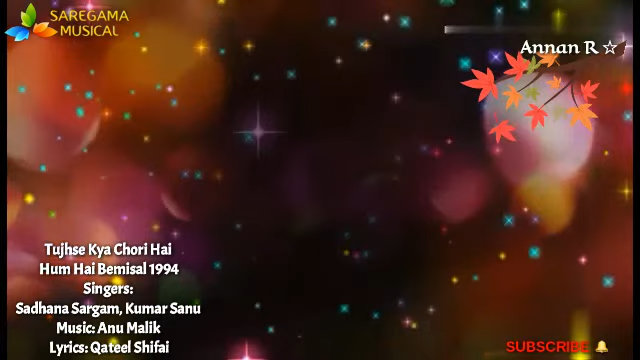 SAREGAMA
MUSICAL
Annan R ☆
Tujhse Kya Chori Hai
Hum Hai Bemisal 1994
Singers:
Sadhana Sargam, Kumar Sanu
Music: Anu Malik
Lyrics: Qateel Shifai
SUBSCRIBE 🔔